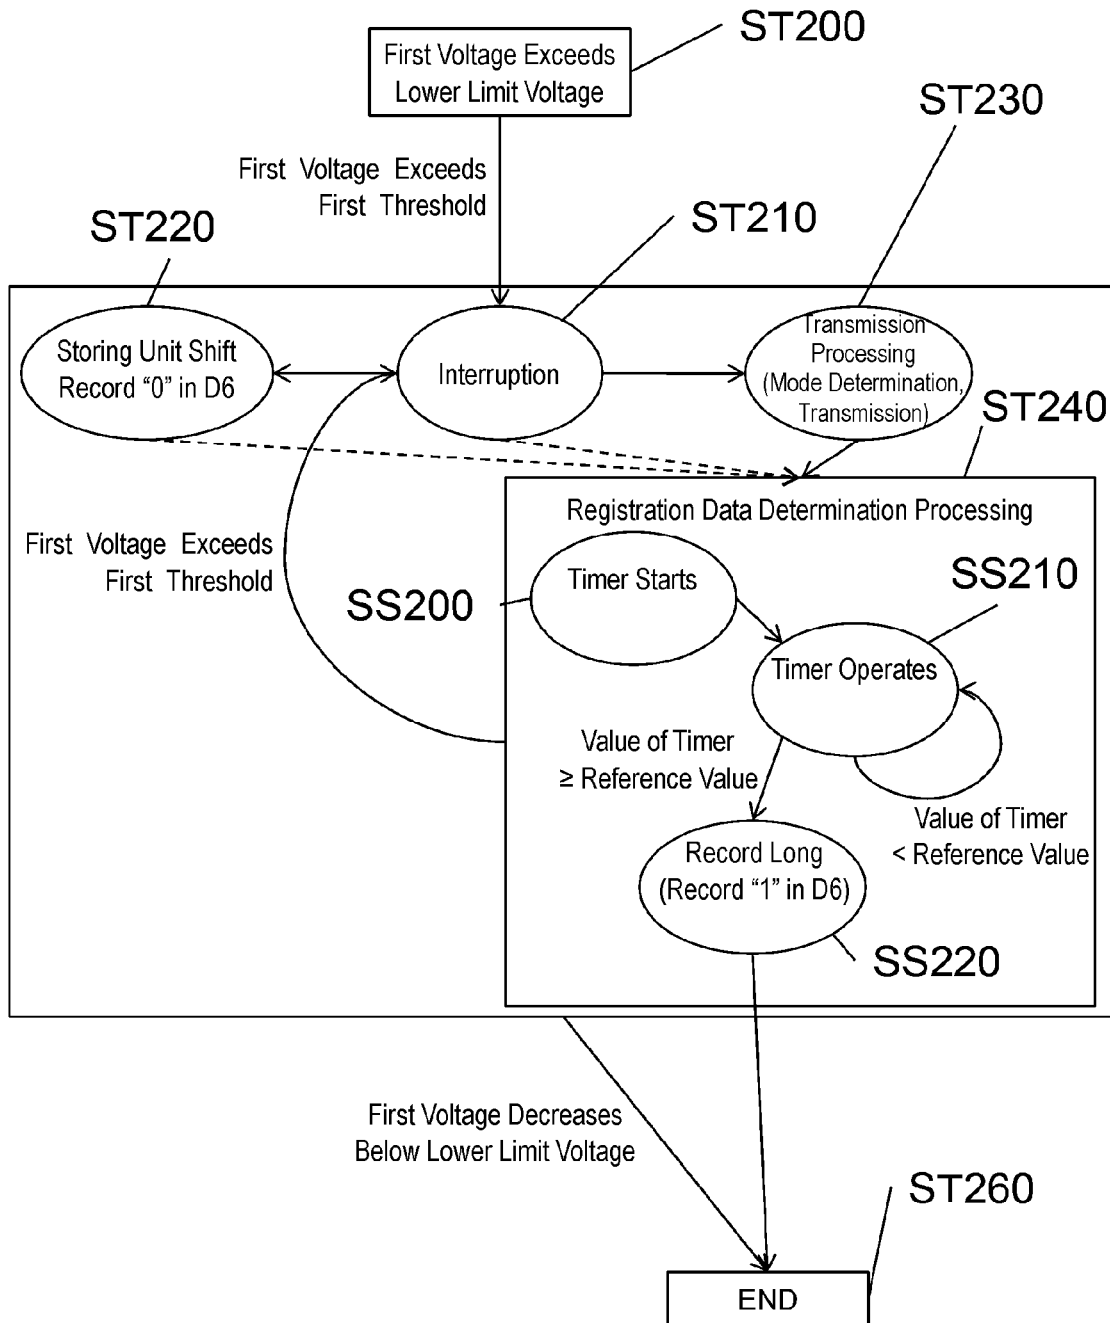 ST200
First Voltage Exceeds
Lower Limit Voltage
ST230
First Voltage Exceeds
First Threshold
ST210
ST220
Storing Unit Shift
Record “0” in D6
Interruption
Transmission
Processing
(Mode Determination,
Transmission)
ST240
Registration Data Determination Processing
First Voltage Exceeds
First Threshold
Timer Starts
SS200
SS210
Timer Operates
Value of Timer
≥ Reference Value
Value of Timer
< Reference Value
Record Long
(Record “1” in D6)
SS220
First Voltage Decreases
Below Lower Limit Voltage
ST260
END